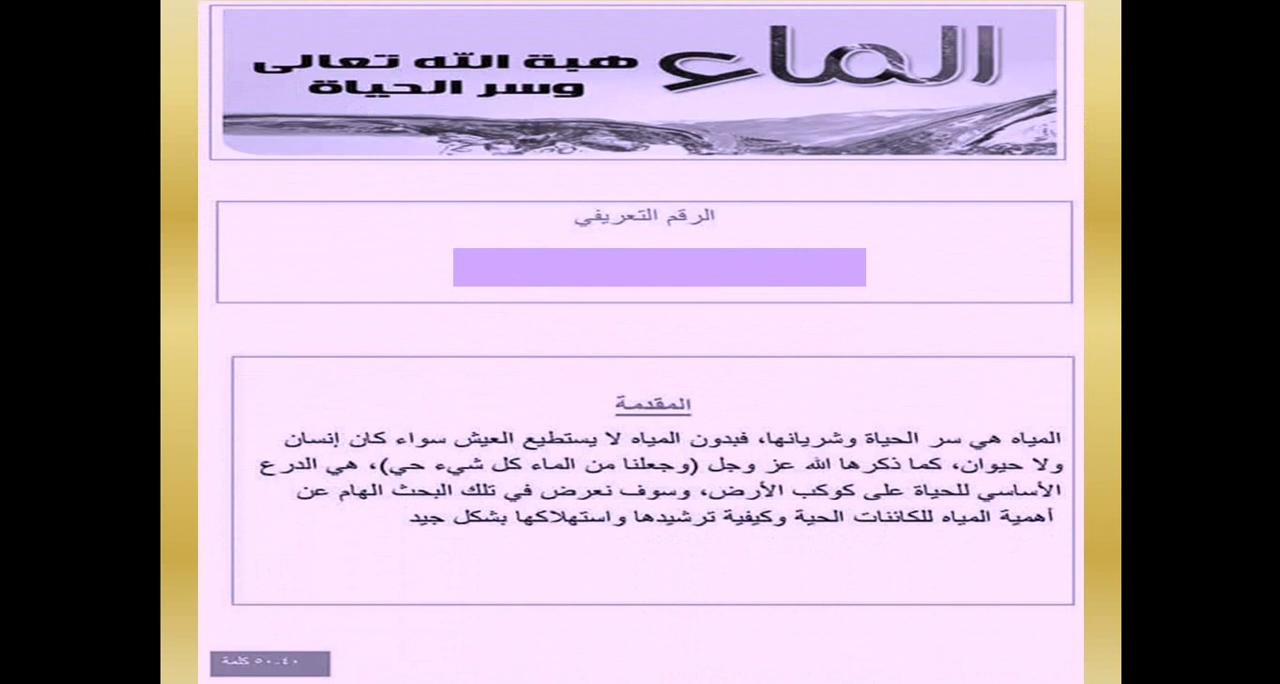 الماء
هبة الله تعالى
وسر الحياة
الرقم التعريفي
المقدمة
المياه هي سر الحياة وشريانها، فبدون المياه لا يستطيع العيش سواء كان إنسان
ولا حيوان، كما ذكرها الله عز وجل (وجعلنا من الماء كل شيء حي)، هي الدرع
الأساسي للحياة على كوكب الأرض، وسوف نعرض في تلك البحث الهام عن
أهمية المياه للكائنات الحية وكيفية ترشيدها واستهلاكها بشكل جيد
٤٠-٥٠ كلمة